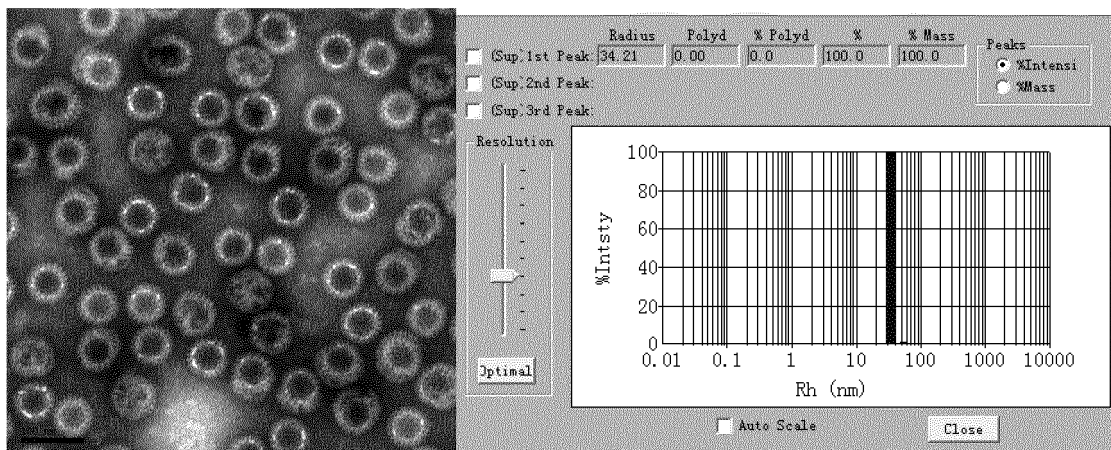 Radius Polyd % Polyd % % Mass
(Sup)1st Peak: 34.21 0.00 0.0 100.0 100.0
(Sup)2nd Peak:
(Sup)3rd Peak:
Peaks
%Intensi
%Mass
Resolution
Optimal
%Intsty
100
80
60
40
20
0
0.01 0.1 1 10 100 1000 10000
Rh (nm)
Auto Scale
Close